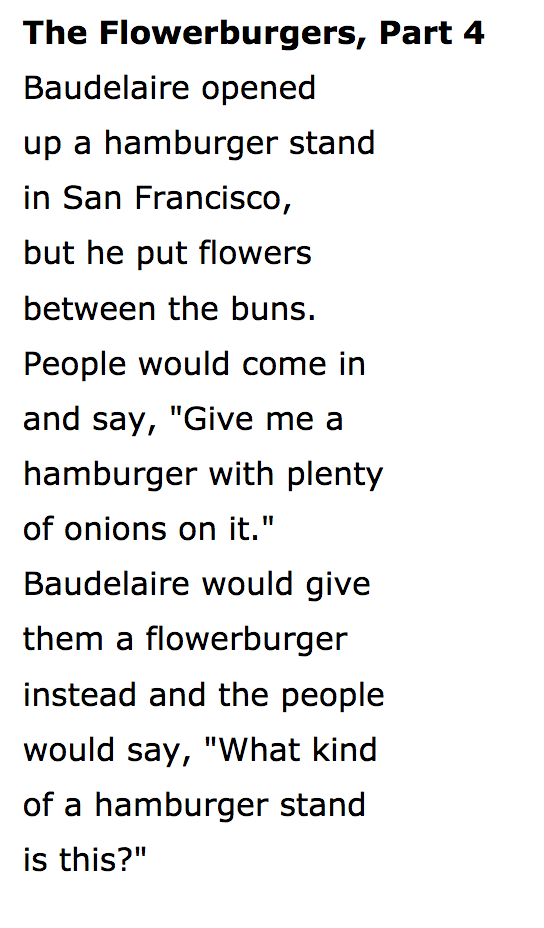 The Flowerburgers, Part 4
Baudelaire opened
up a hamburger stand
in San Francisco,
but he put flowers
between the buns.
People would come in
and say, "Give me a
hamburger with plenty
of onions on it."
Baudelaire would give
them a flowerburger
instead and the people
would say, "What kind
of a hamburger stand
is this?"